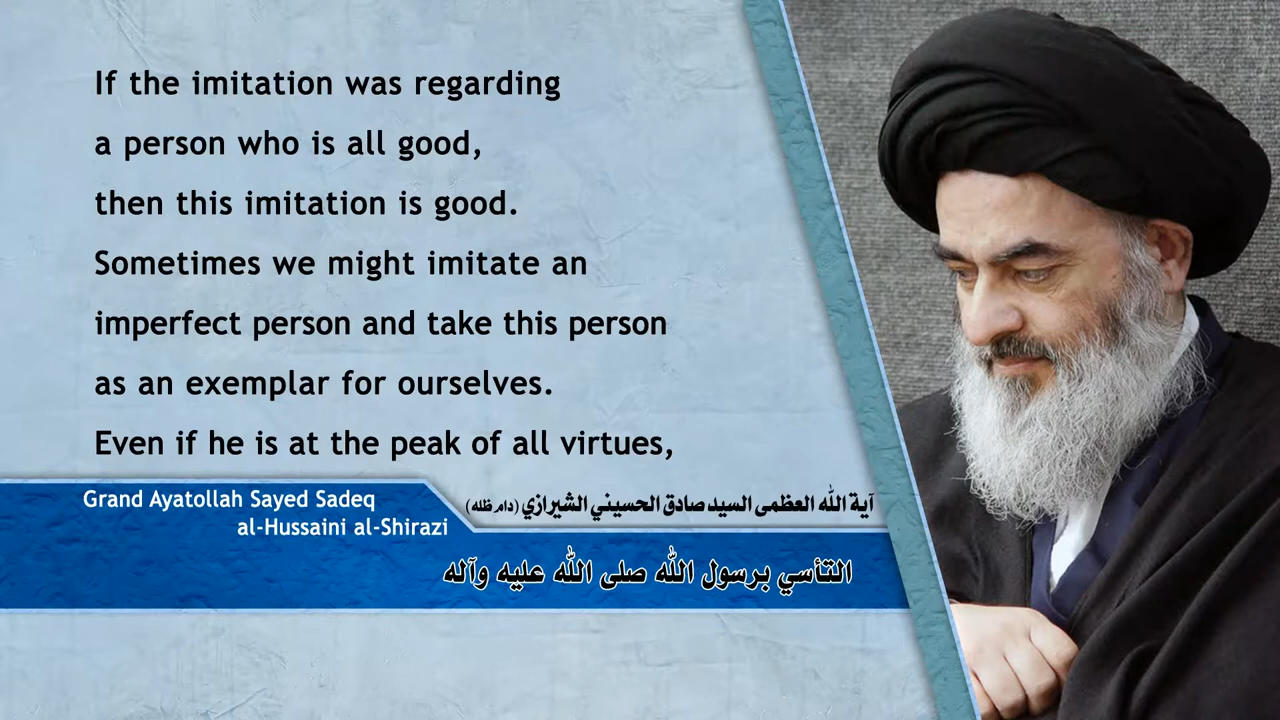 If the imitation was regarding
a person who is all good,
then this imitation is good.
Sometimes we might imitate an
imperfect person and take this person
as an exemplar for ourselves.
Even if he is at the peak of all virtues,
Grand Ayatollah Sayed Sadeq
al-Hussaini al-Shirazi
آية الله العظمى السيد صادق الحسيني الشيرازي (دام ظله)
التأسي برسول الله صلى الله عليه وآله